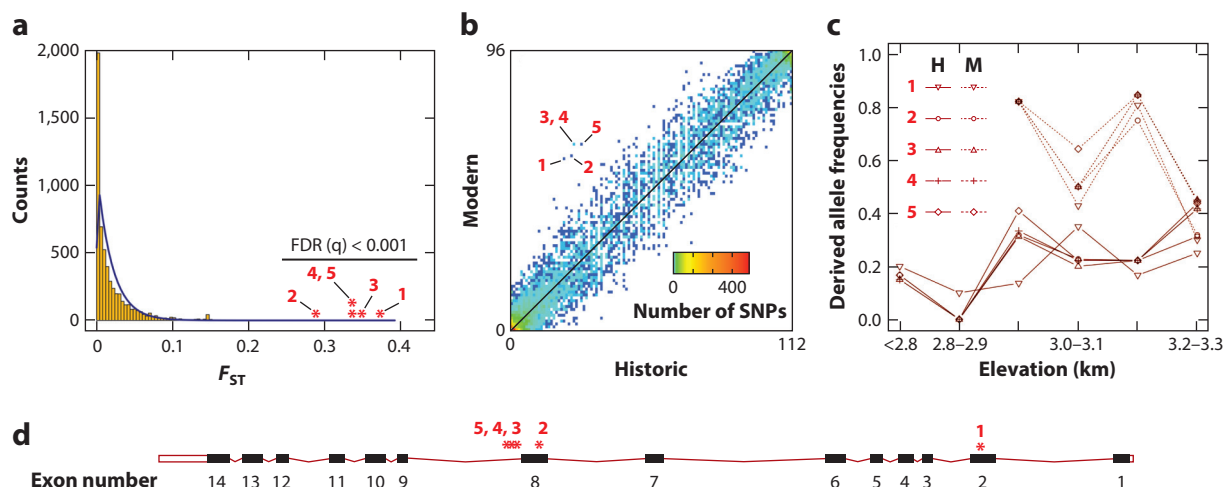 a
2,000
1,500
1,000
500
0
Counts
0 0.1 0.2 0.3 0.4
F_ST
FDR (q) < 0.001
4, 5
2 * * 3 1
* * *
b
96
0
Modern
3, 4
5
1 2
0 400
Number of SNPs
0 112
Historic
c
1.0
0.8
0.6
0.4
0.2
0.0
Derived allele frequencies
H M
1
2
3
4
5
<2.8 2.8–2.9 3.0–3.1 3.2–3.3
Elevation (km)
d
5, 4, 3 2 1
**** * *
Exon number 14 13 12 11 10 9 8 7 6 5 4 3 2 1